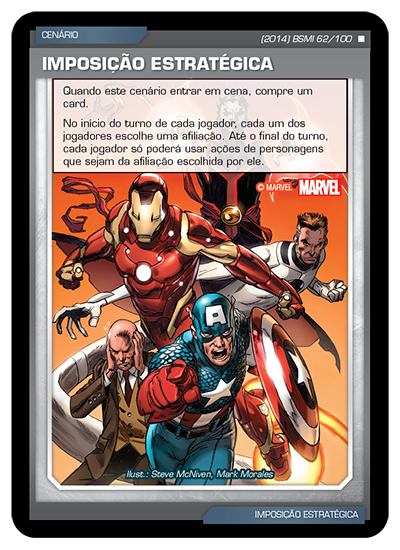 CENÁRIO
(2014) BSMI 62/100 ■
IMPOSIÇÃO ESTRATÉGICA
Quando este cenário entrar em cena, compre um
card.
No início do turno de cada jogador, cada um dos
jogadores escolhe uma afiliação. Até o final do turno,
cada jogador só poderá usar ações de personagens
que sejam da afiliação escolhida por ele.
© MARVEL MARVEL
A
Ilust.: Steve McNiven, Mark Morales
IMPOSIÇÃO ESTRATÉGICA